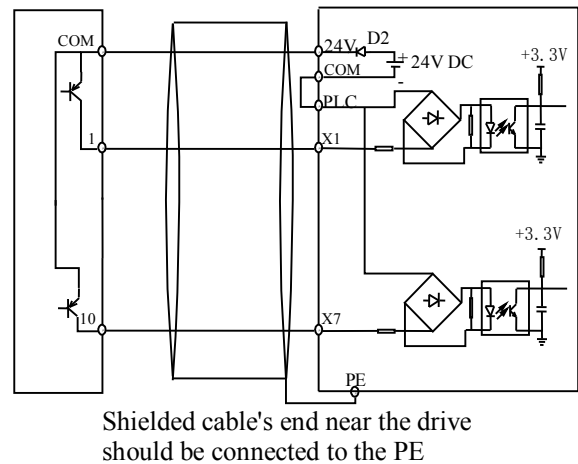 COM
24V
D2
+
24V DC
-
COM
PLC
+3.3V
1
X1
+3.3V
10
X7
PE
Shielded cable's end near the drive
should be connected to the PE